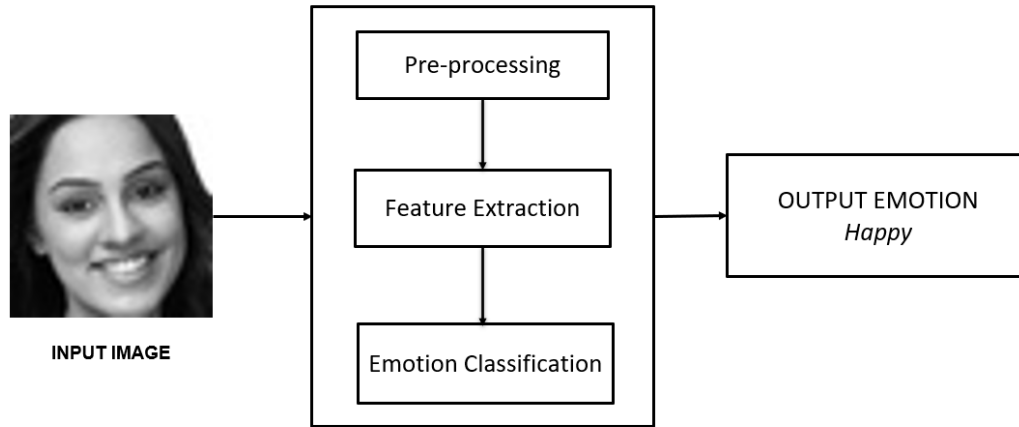 Pre-processing
Feature Extraction
Emotion Classification
INPUT IMAGE
OUTPUT EMOTION
Happy